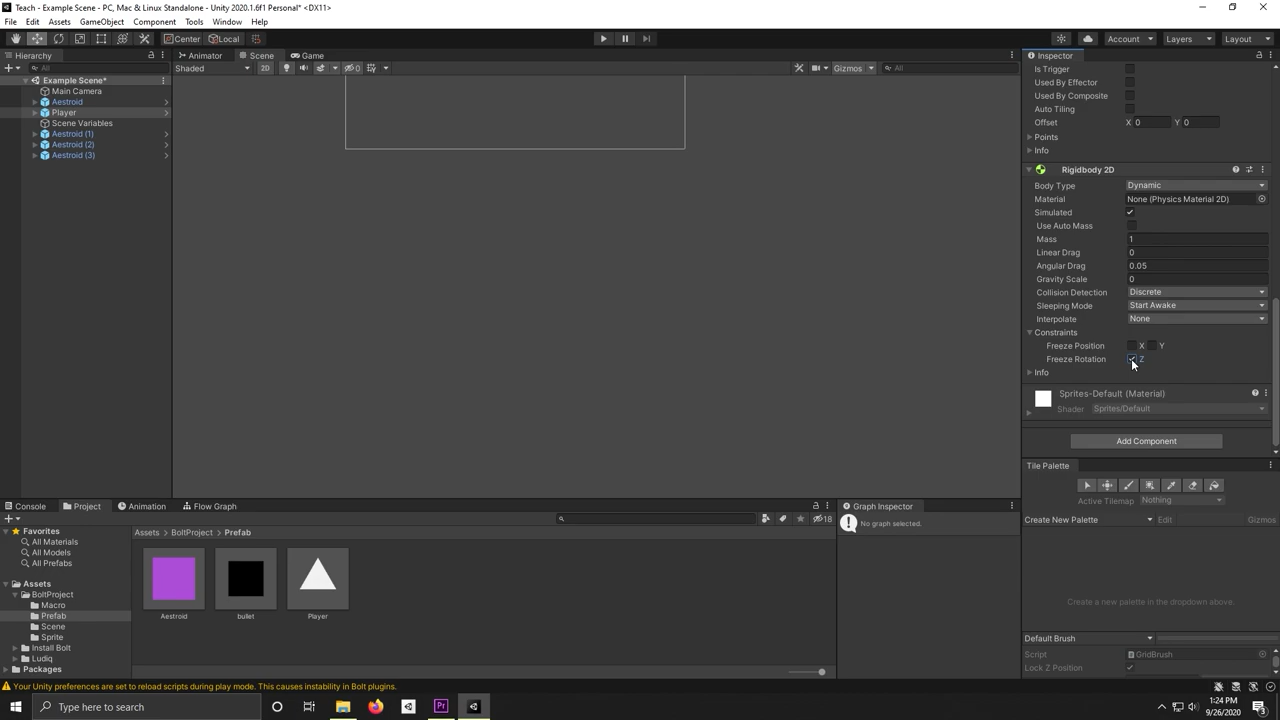 Teach - Example Scene - PC, Mac & Linux Standalone - Unity 2020.1.6f1 Personal* <DX11>
File Edit Assets GameObject Component Tools Window Help
Center Local Account Layers Layout
Hierarchy Animator Scene Game Inspector
All Shaded 2D 0 Gizmos All
Example Scene*
Main Camera
Aestroid
Player
Scene Variables
Aestroid (1)
Aestroid (2)
Aestroid (3)
Is Trigger
Used By Effector
Used By Composite
Auto Tiling
Offset X 0 Y 0
Points
Info
Rigidbody 2D
Body Type Dynamic
Material None (Physics Material 2D)
Simulated
Use Auto Mass
Mass 1
Linear Drag 0
Angular Drag 0.05
Gravity Scale 0
Collision Detection Discrete
Sleeping Mode Start Awake
Interpolate None
Constraints
Freeze Position X Y
Freeze Rotation Z
Info
Sprites-Default (Material)
Shader Sprites/Default
Add Component
Tile Palette
Active Tilemap Nothing
Create New Palette Edit Gizmos
Create a new palette in the dropdown above.
Default Brush
Script GridBrush
Lock Z Position
Console Project Animation Flow Graph
18
Graph Inspector
No graph selected.
Favorites
All Materials
All Models
All Prefabs
Assets
BoltProject
Macro
Prefab
Scene
Sprite
Install Bolt
Ludiq
Packages
Assets BoltProject Prefab
Aestroid bullet Player
Your Unity preferences are set to reload scripts during play mode. This causes instability in Bolt plugins.
Type here to search
Pr
1:24 PM
9/26/2020
3